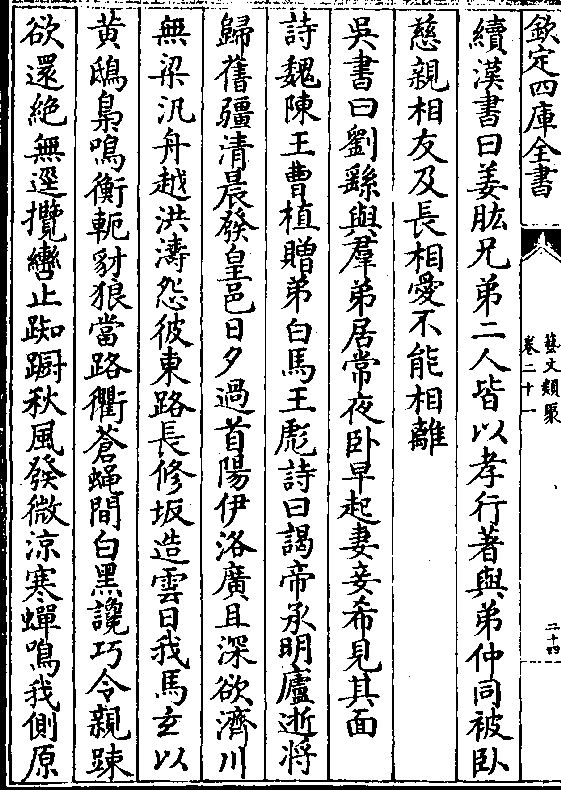 欽定四庫全書
藝文類聚
卷二十一
二十四
續漢書曰姜肱兄弟二人皆以孝行著與弟仲同被卧
慈親相友及長相愛不能相離
吳書曰劉繇與羣弟居常夜卧早起妻妾希見其面
詩魏陳王曹植贈弟白馬王彪詩曰謁帝承明廬逝將
歸舊疆清晨發皇邑日夕過首陽伊洛廣且深欲濟川
無梁汎舟越洪濤怨彼東路長修坂造雲日我馬玄以
黄鴟梟鳴衡軛豺狼當路衢蒼蝇間白黑讒巧令親踈
欲還絶無逕攬轡止踟蹰秋風發微凉寒蟬鳴我側原